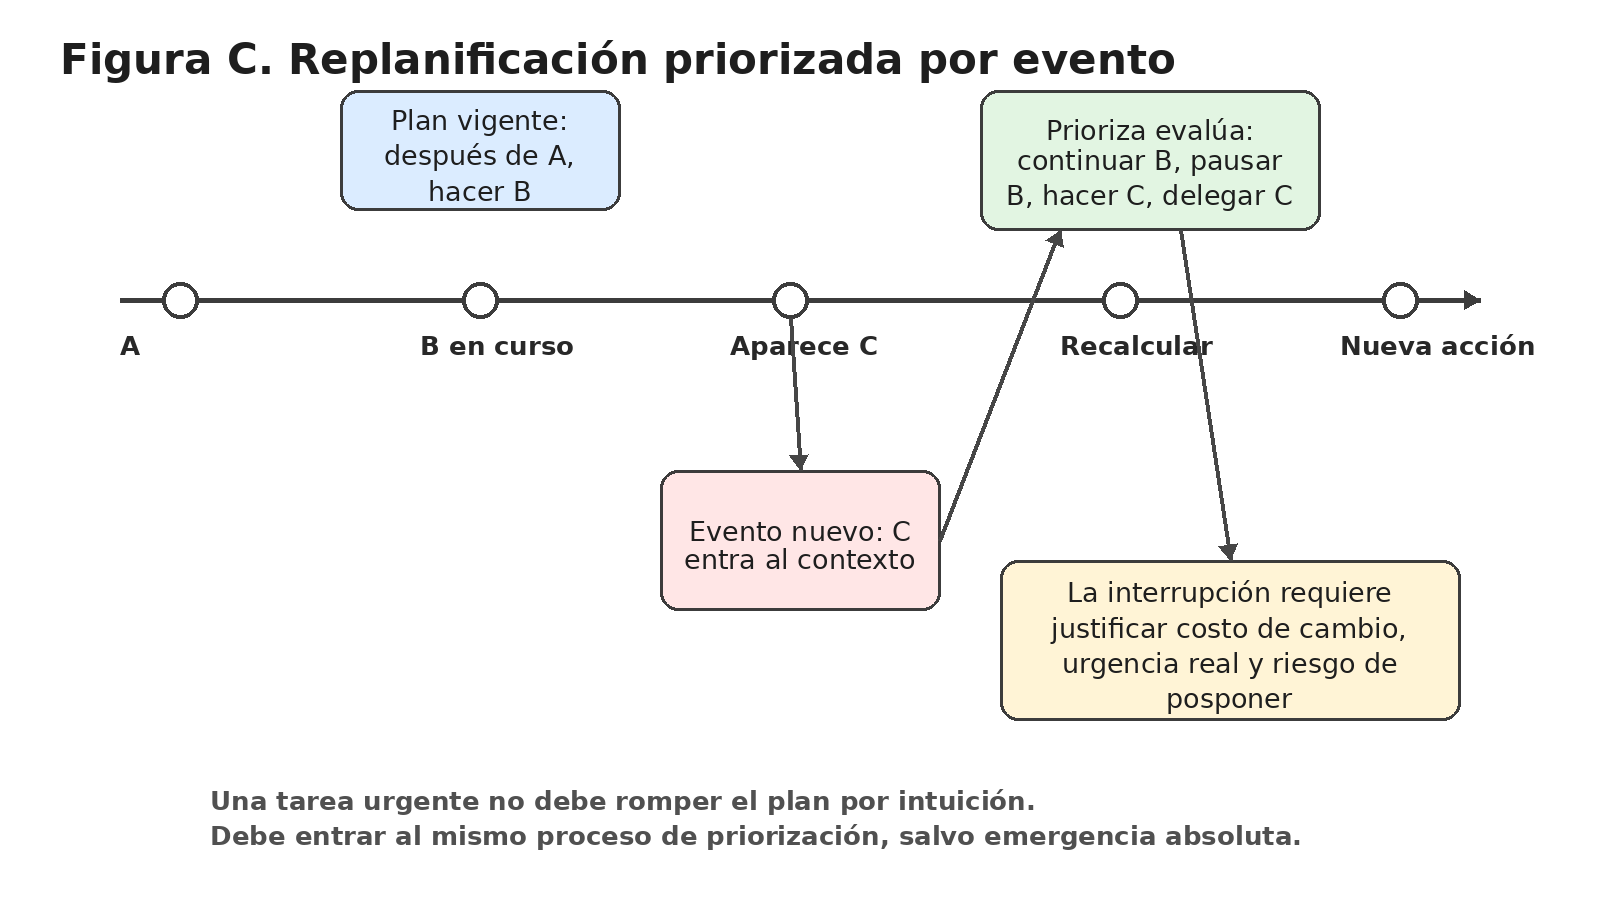 Figura C. Replanificación priorizada por evento
Plan vigente:
después de A,
hacer B
Prioriza evalúa:
continuar B, pausar
B, hacer C, delegar C
A
B en curso
Aparece C
Recalcular
Nueva acción
Evento nuevo: C
entra al contexto
La interrupción requiere
justificar costo de cambio,
urgencia real y riesgo de
posponer
Una tarea urgente no debe romper el plan por intuición.
Debe entrar al mismo proceso de priorización, salvo emergencia absoluta.